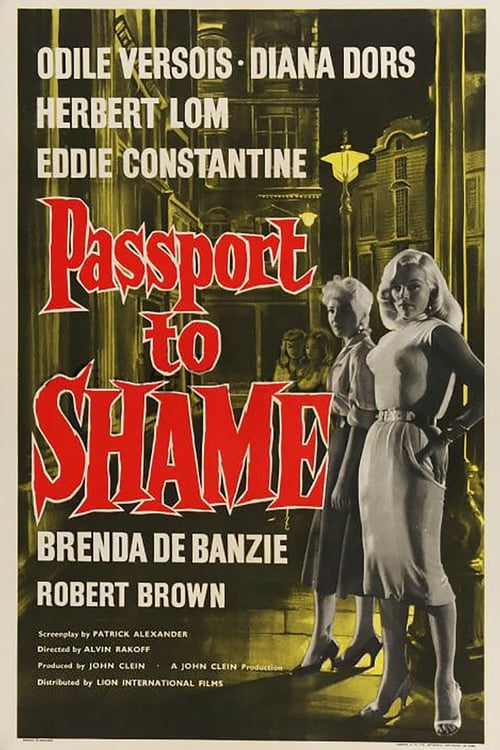 ODILE VERSOIS · DIANA DORS
HERBERT LOM
EDDIE CONSTANTINE
PASSPORT
to
SHAME
BRENDA DE BANZIE
ROBERT BROWN
Screenplay by PATRICK ALEXANDER
Directed by ALVIN RAKOFF
Produced by JOHN CLEIN · A JOHN CLEIN Production
Distributed by LION INTERNATIONAL FILMS